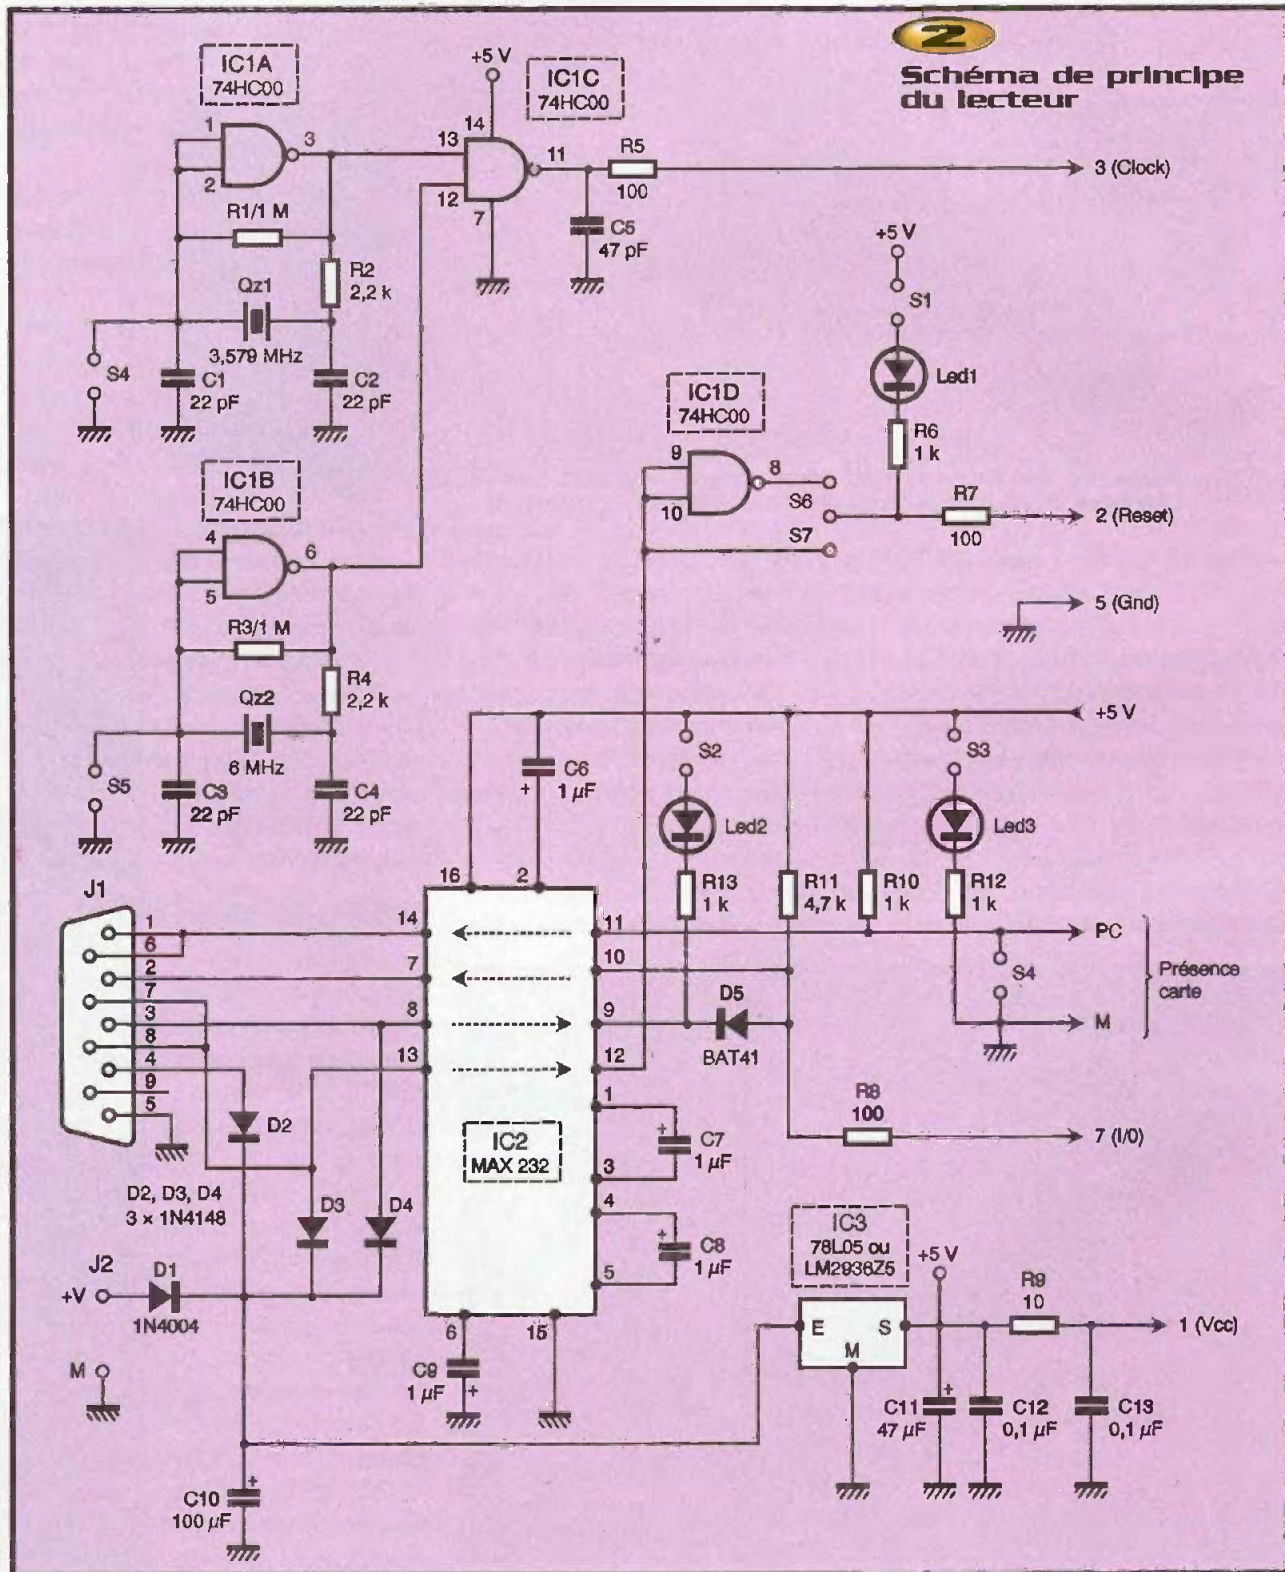 2
Schéma de principe
du lecteur
IC1A
74HC00
1
2
3
R1/1 M
R2
2,2 k
Qz1
3,579 MHz
S4
C1
22 pF
C2
22 pF
+5 V
IC1C
74HC00
14
13
12
11
7
R5
100
C5
47 pF
3 (Clock)
+5 V
S1
Led1
R6
1 k
IC1D
74HC00
9
10
8
S6
S7
R7
100
2 (Reset)
5 (Gnd)
IC1B
74HC00
4
5
6
R3/1 M
R4
2,2 k
Qz2
6 MHz
S5
C3
22 pF
C4
22 pF
+5 V
C6
1 µF
+
S2
Led2
R13
1 k
R11
4,7 k
R10
1 k
S3
Led3
R12
1 k
J1
1
6
2
7
3
8
4
9
5
16
2
14
7
8
13
11
10
9
12
1
3
4
5
6
15
IC2
MAX 232
D5
BAT41
PC
S4
M
Présence
carte
R8
100
7 (I/0)
+
C7
1 µF
+
C8
1 µF
D2
D2, D3, D4
3 × 1N4148
D3
D4
J2
+V
D1
1N4004
M
C9
1 µF
+
C10
100 µF
+
IC3
78L05 ou
LM2936Z5
E
S
M
+5 V
R9
10
1 (Vcc)
C11
47 µF
+
C12
0,1 µF
C13
0,1 µF